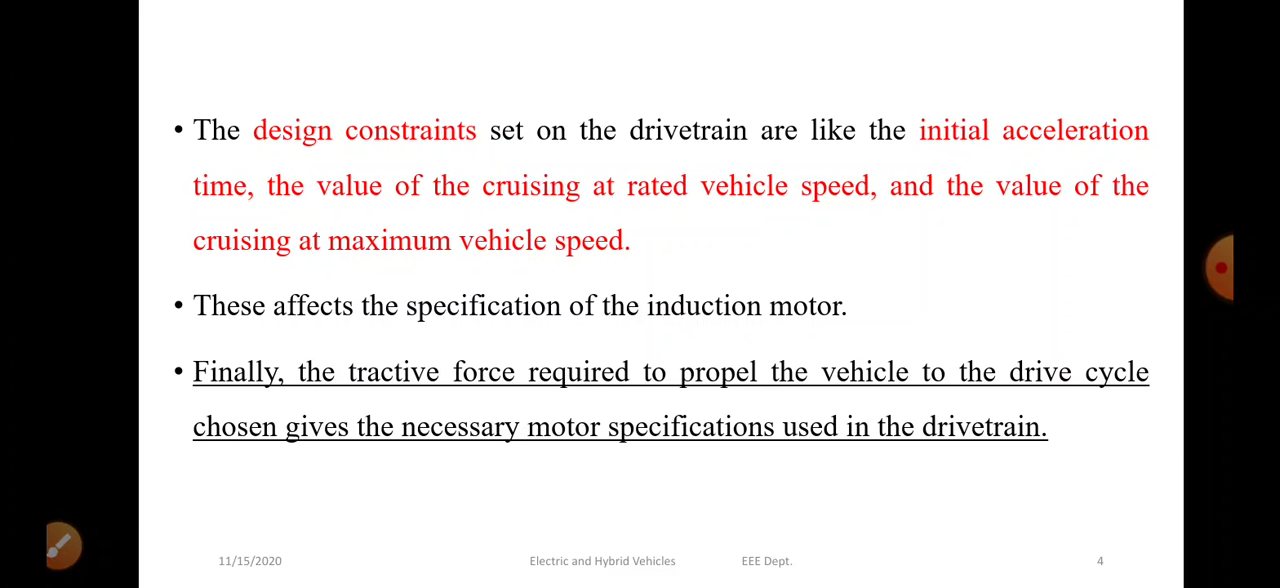 • The design constraints set on the drivetrain are like the initial acceleration
time, the value of the cruising at rated vehicle speed, and the value of the
cruising at maximum vehicle speed.
• These affects the specification of the induction motor.
• Finally, the tractive force required to propel the vehicle to the drive cycle
chosen gives the necessary motor specifications used in the drivetrain.
11/15/2020 Electric and Hybrid Vehicles EEE Dept. 4